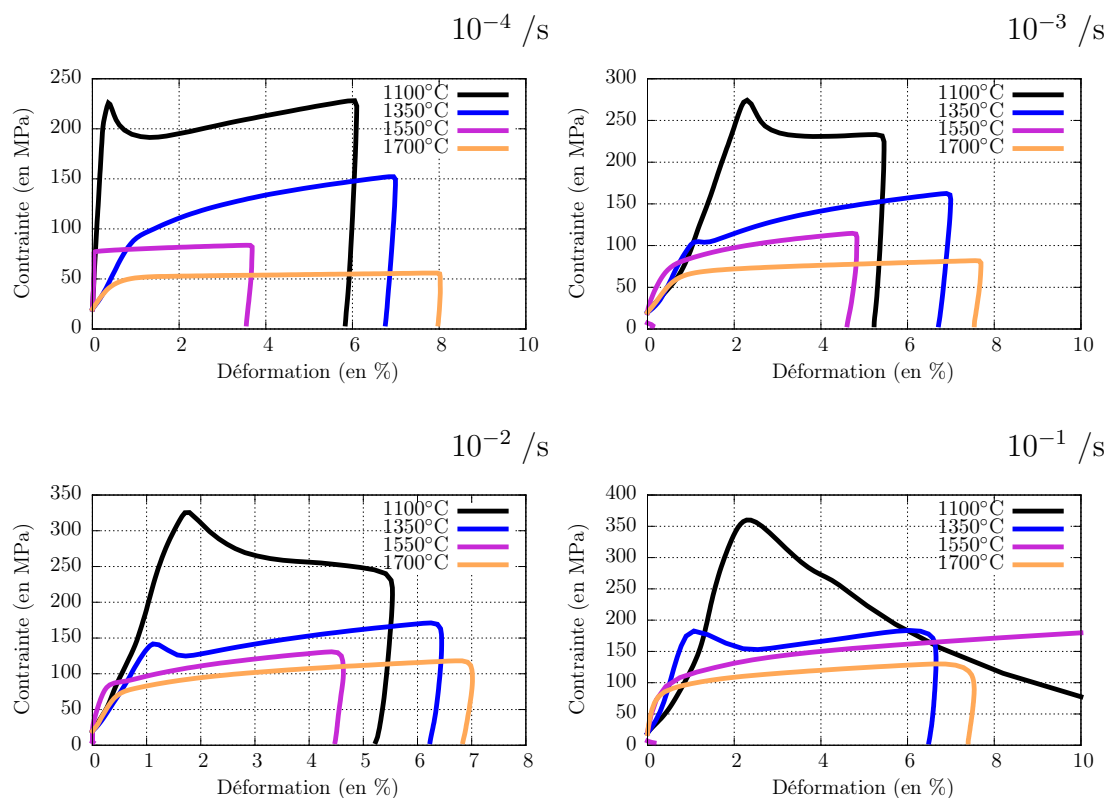 10⁻⁴ /s
Contrainte (en MPa)
250
200
150
100
50
0
0 2 4 6 8 10
Déformation (en %)
1100°C
1350°C
1550°C
1700°C
10⁻³ /s
Contrainte (en MPa)
300
250
200
150
100
50
0
0 2 4 6 8 10
Déformation (en %)
1100°C
1350°C
1550°C
1700°C
10⁻² /s
Contrainte (en MPa)
350
300
250
200
150
100
50
0
0 1 2 3 4 5 6 7 8
Déformation (en %)
1100°C
1350°C
1550°C
1700°C
10⁻¹ /s
Contrainte (en MPa)
400
350
300
250
200
150
100
50
0
0 2 4 6 8 10
Déformation (en %)
1100°C
1350°C
1550°C
1700°C